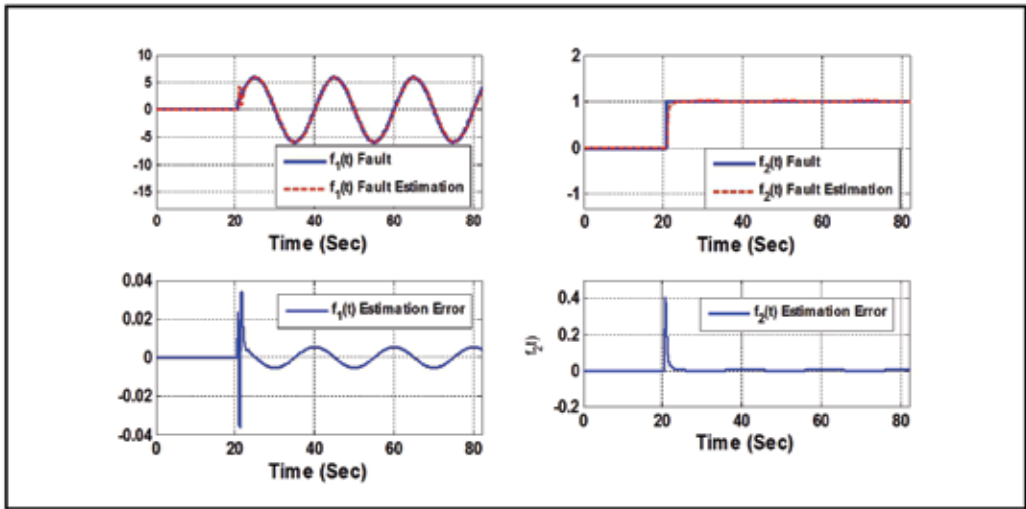 10
5
0
-5
-10
-15
f1(t) Fault
f1(t) Fault Estimation
0 20 40 60 80
Time (Sec)
2
1
0
-1
f2(t) Fault
f2(t) Fault Estimation
0 20 40 60 80
Time (Sec)
0.04
0.02
0
-0.02
-0.04
f1(t) Estimation Error
0 20 40 60 80
Time (Sec)
f2(t)
0.4
0.2
0
-0.2
f2(t) Estimation Error
0 20 40 60 80
Time (Sec)